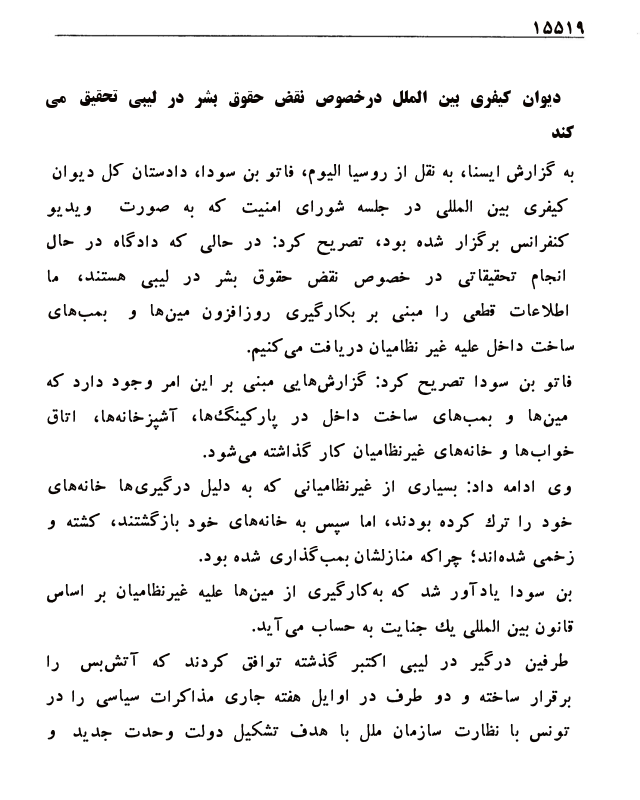 ۱۵۵۱۹
دیوان کیفری بین الملل درخصوص نقض حقوق بشر در لیبی تحقیق می
کند
به گزارش ایسنا، به نقل از روسیا الیوم، فاتو بن سودا، دادستان کل دیوان
کیفری بین المللی در جلسه شورای امنیت که به صورت ویدیو
کنفرانس برگزار شده بود، تصریح کرد: در حالی که دادگاه در حال
انجام تحقیقاتی در خصوص نقض حقوق بشر در لیبی هستند، ما
اطلاعات قطعی را مبنی بر بکارگیری روزافزون مین‌ها و بمب‌های
ساخت داخل علیه غیر نظامیان دریافت می‌کنیم.
فاتو بن سودا تصریح کرد: گزارش‌هایی مبنی بر این امر وجود دارد که
مین‌ها و بمب‌های ساخت داخل در پارکینگ‌ها، آشپزخانه‌ها، اتاق
خواب‌ها و خانه‌های غیرنظامیان کار گذاشته می‌شود.
وی ادامه داد: بسیاری از غیرنظامیانی که به دلیل درگیری‌ها خانه‌های
خود را ترك کرده بودند، اما سپس به خانه‌های خود بازگشتند، کشته و
زخمی شده‌اند؛ چراکه منازلشان بمب‌گذاری شده بود.
بن سودا یادآور شد که به‌کارگیری از مین‌ها علیه غیرنظامیان بر اساس
قانون بین المللی یك جنایت به حساب می‌آید.
طرفین درگیر در لیبی اکتبر گذشته توافق کردند که آتش‌بس را
برقرار ساخته و دو طرف در اوایل هفته جاری مذاکرات سیاسی را در
تونس با نظارت سازمان ملل با هدف تشکیل دولت وحدت جدید و